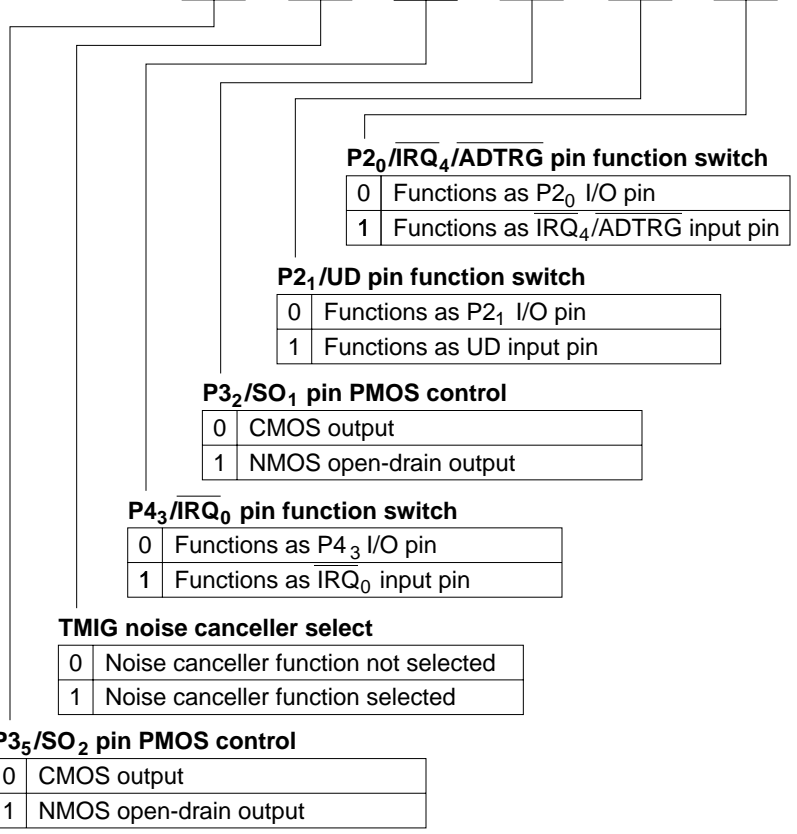 P2₀/IRQ₄/ADTRG pin function switch
0 Functions as P2₀ I/O pin
1 Functions as IRQ₄/ADTRG input pin
P2₁/UD pin function switch
0 Functions as P2₁ I/O pin
1 Functions as UD input pin
P3₂/SO₁ pin PMOS control
0 CMOS output
1 NMOS open-drain output
P4₃/IRQ₀ pin function switch
0 Functions as P4₃ I/O pin
1 Functions as IRQ₀ input pin
TMIG noise canceller select
0 Noise canceller function not selected
1 Noise canceller function selected
P3₅/SO₂ pin PMOS control
0 CMOS output
1 NMOS open-drain output